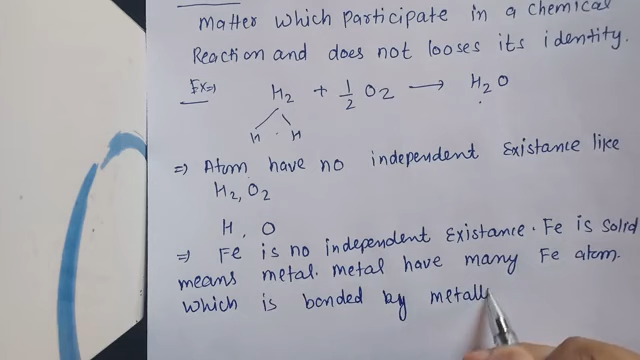 Matter which participate in a chemical
Reaction and does not looses its identity.
Ex⇒ H2 + 1/2 O2 → H2O
H · H
⇒ Atom have no independent Existance like
H2, O2
H, O
⇒ Fe is no independent Existance. Fe is solid
means metal. metal have many Fe atom.
which is bonded by metall